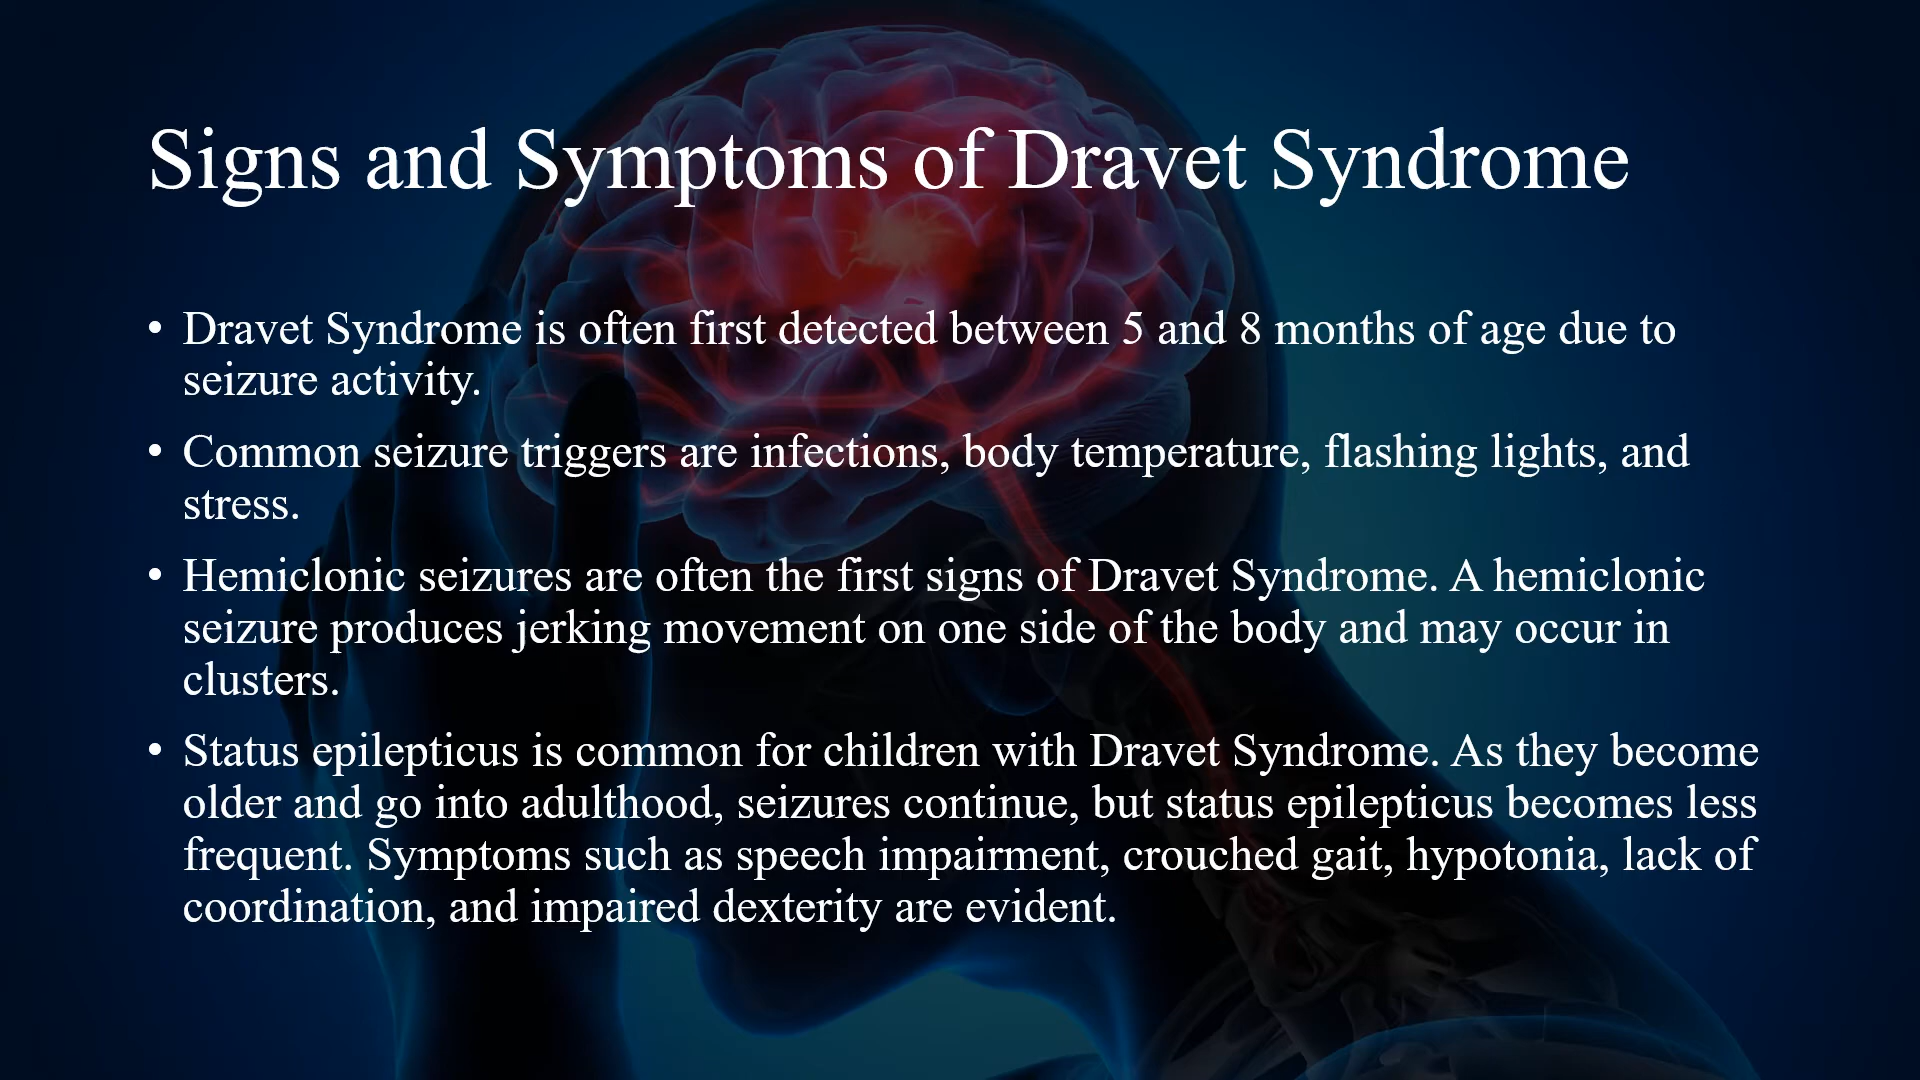 Signs and Symptoms of Dravet Syndrome
• Dravet Syndrome is often first detected between 5 and 8 months of age due to
seizure activity.
• Common seizure triggers are infections, body temperature, flashing lights, and
stress.
• Hemiclonic seizures are often the first signs of Dravet Syndrome. A hemiclonic
seizure produces jerking movement on one side of the body and may occur in
clusters.
• Status epilepticus is common for children with Dravet Syndrome. As they become
older and go into adulthood, seizures continue, but status epilepticus becomes less
frequent. Symptoms such as speech impairment, crouched gait, hypotonia, lack of
coordination, and impaired dexterity are evident.